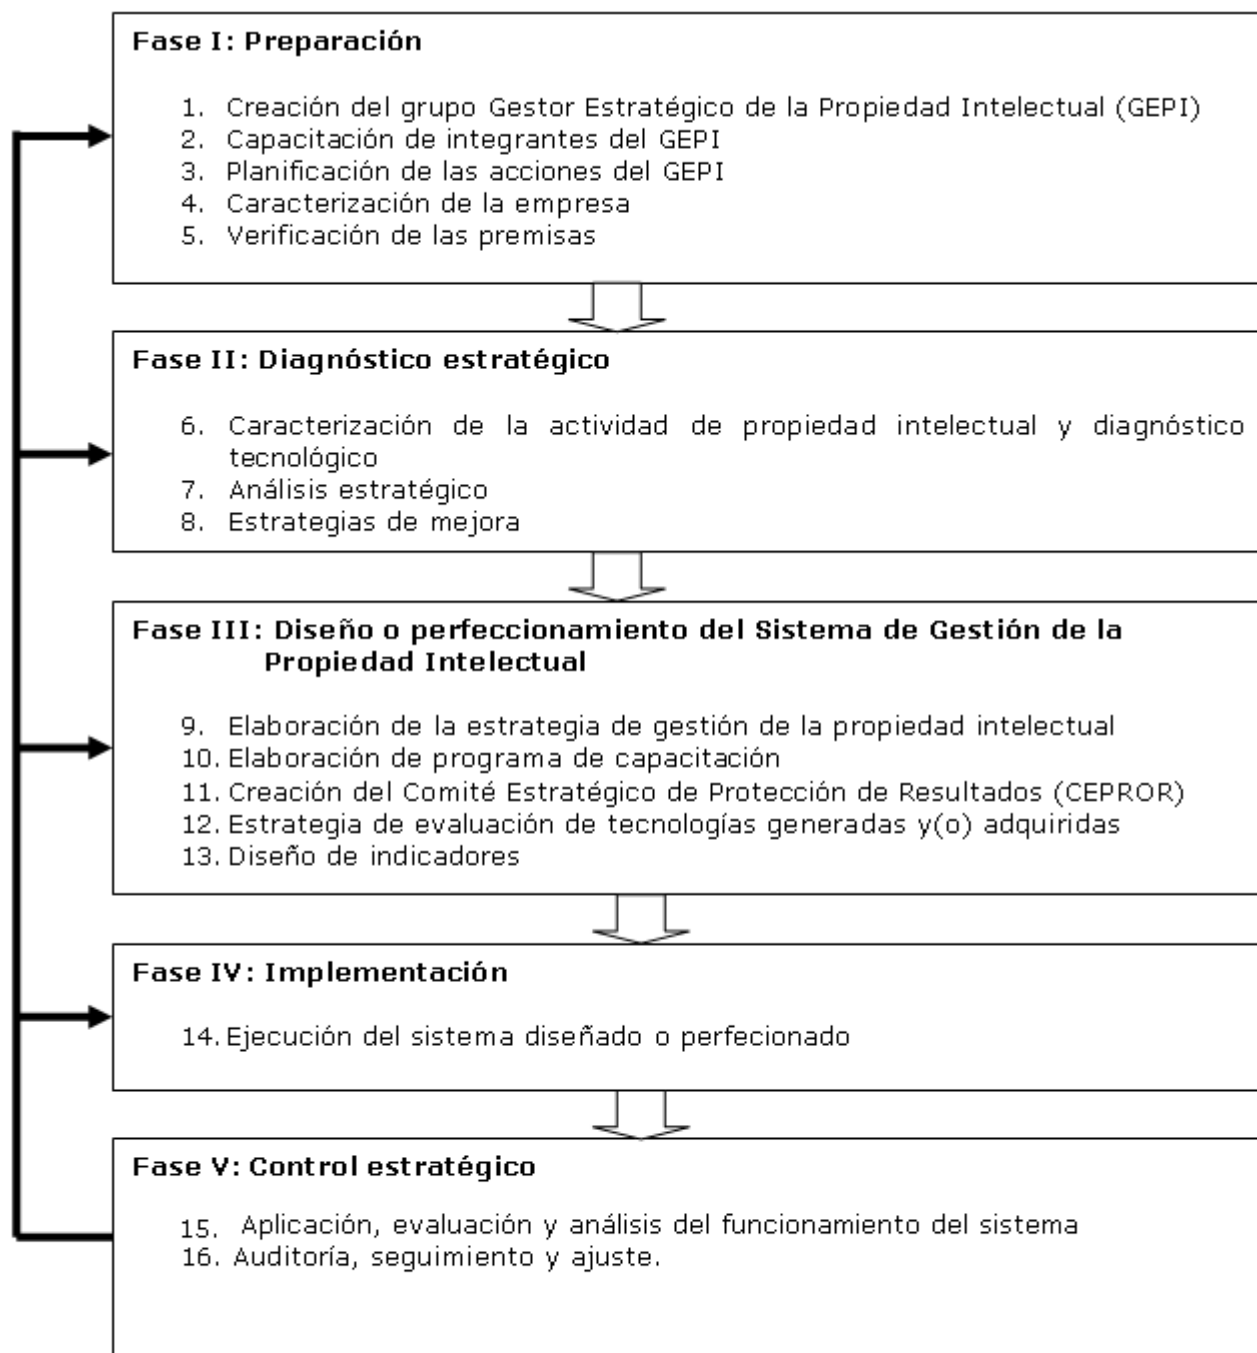 Fase I: Preparación
1. Creación del grupo Gestor Estratégico de la Propiedad Intelectual (GEPI)
2. Capacitación de integrantes del GEPI
3. Planificación de las acciones del GEPI
4. Caracterización de la empresa
5. Verificación de las premisas
Fase II: Diagnóstico estratégico
6. Caracterización de la actividad de propiedad intelectual y diagnóstico
tecnológico
7. Análisis estratégico
8. Estrategias de mejora
Fase III: Diseño o perfeccionamiento del Sistema de Gestión de la
Propiedad Intelectual
9. Elaboración de la estrategia de gestión de la propiedad intelectual
10. Elaboración de programa de capacitación
11. Creación del Comité Estratégico de Protección de Resultados (CEPROR)
12. Estrategia de evaluación de tecnologías generadas y(o) adquiridas
13. Diseño de indicadores
Fase IV: Implementación
14. Ejecución del sistema diseñado o perfecionado
Fase V: Control estratégico
15. Aplicación, evaluación y análisis del funcionamiento del sistema
16. Auditoría, seguimiento y ajuste.